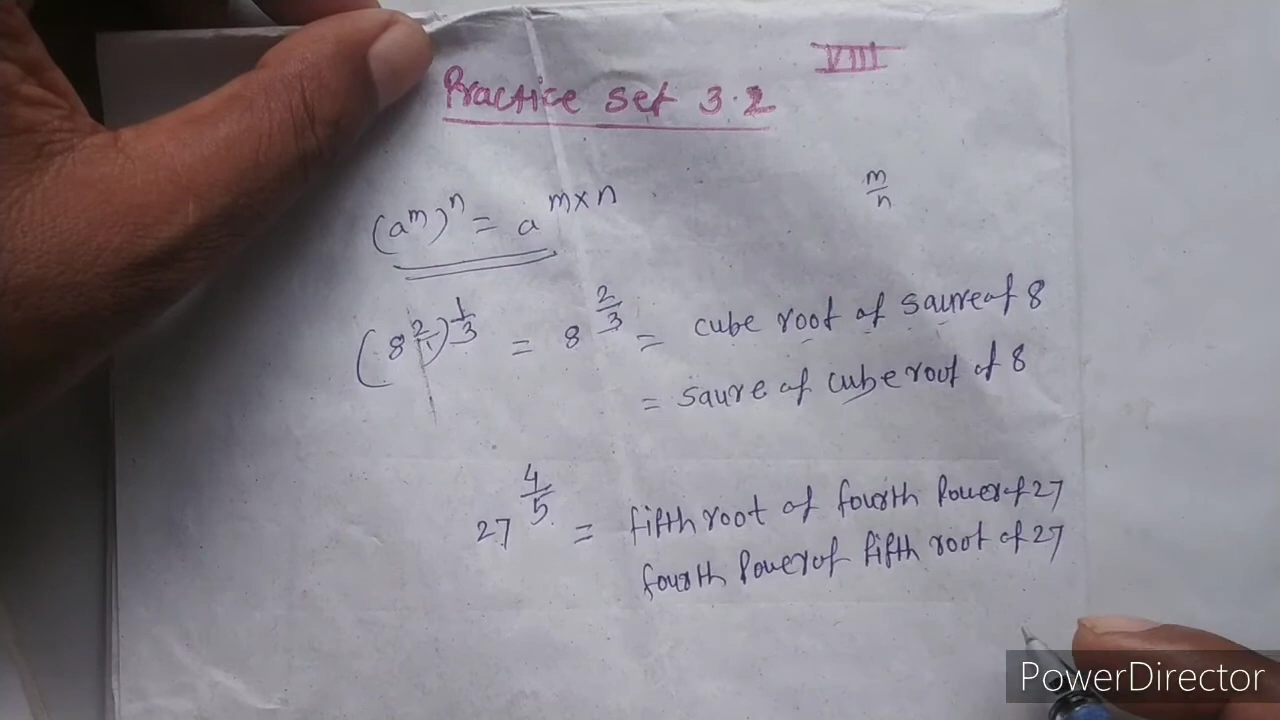 VIII
Practice set 3.2
m/n
(a^m)^n = a^m×n
(8^2/1)^1/3 = 8^2/3 = cube root of saure of 8
= saure of cube root of 8
27^4/5 = fifth root of fourth Power of 27
fourth Power of fifth root of 27
PowerDirector